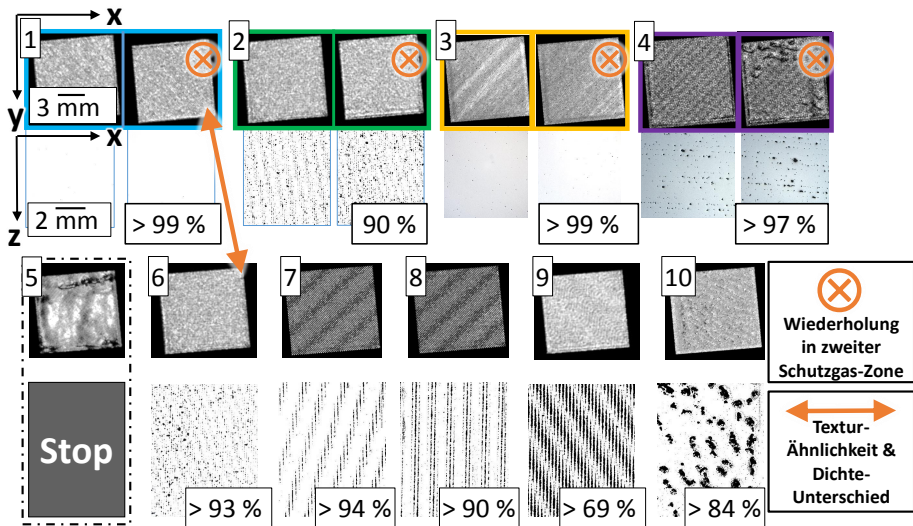 x
1
2
3
4
3 mm
y
x
2 mm
z
> 99 %
90 %
> 99 %
> 97 %
5
6
7
8
9
10
Wiederholung
in zweiter
Schutzgas-Zone
Stop
> 93 %
> 94 %
> 90 %
> 69 %
> 84 %
Textur-
Ähnlichkeit &
Dichte-
Unterschied